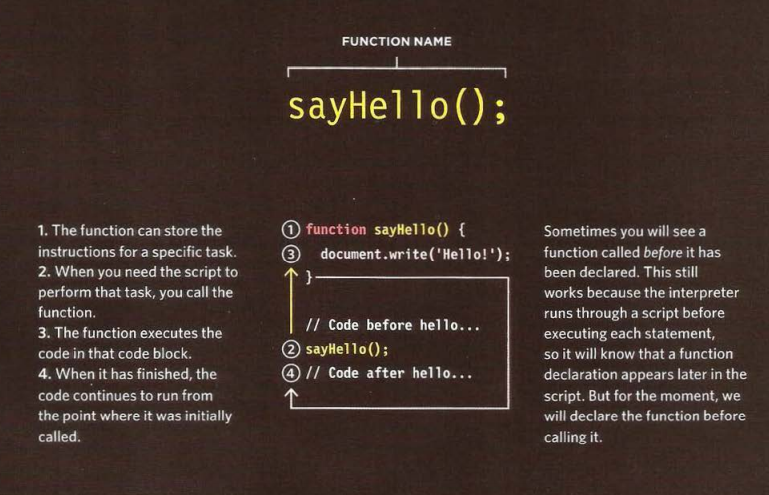 FUNCTION NAME
sayHello();
1. The function can store the
instructions for a specific task.
2. When you need the script to
perform that task, you call the
function.
3. The function executes the
code in that code block.
4. When it has finished, the
code continues to run from
the point where it was initially
called.
1 function sayHello() {
3 document.write('Hello!');
}
// Code before hello...
2 sayHello();
4 // Code after hello...
Sometimes you will see a
function called before it has
been declared. This still
works because the interpreter
runs through a script before
executing each statement,
so it will know that a function
declaration appears later in the
script. But for the moment, we
will declare the function before
calling it.